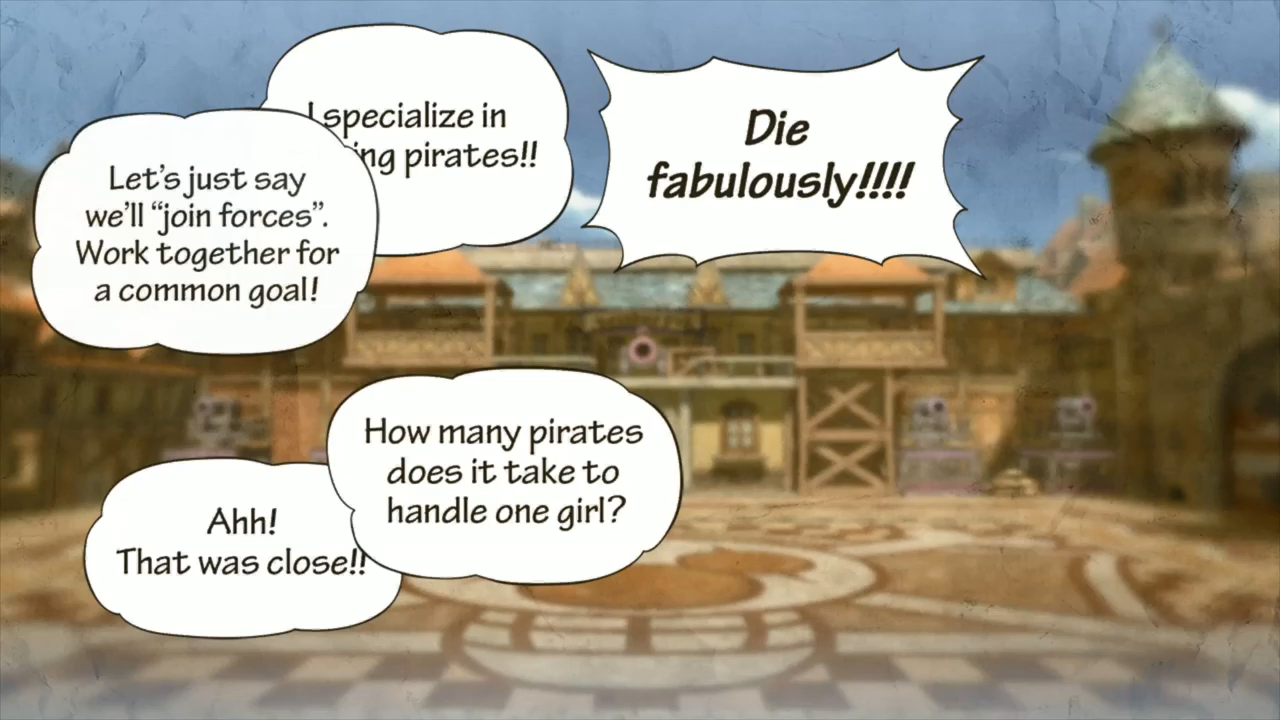 I specialize in
pirates!!
Die
fabulously!!!!
Let's just say
we'll “join forces”.
Work together for
a common goal!
How many pirates
does it take to
handle one girl?
Ahh!
That was close!!